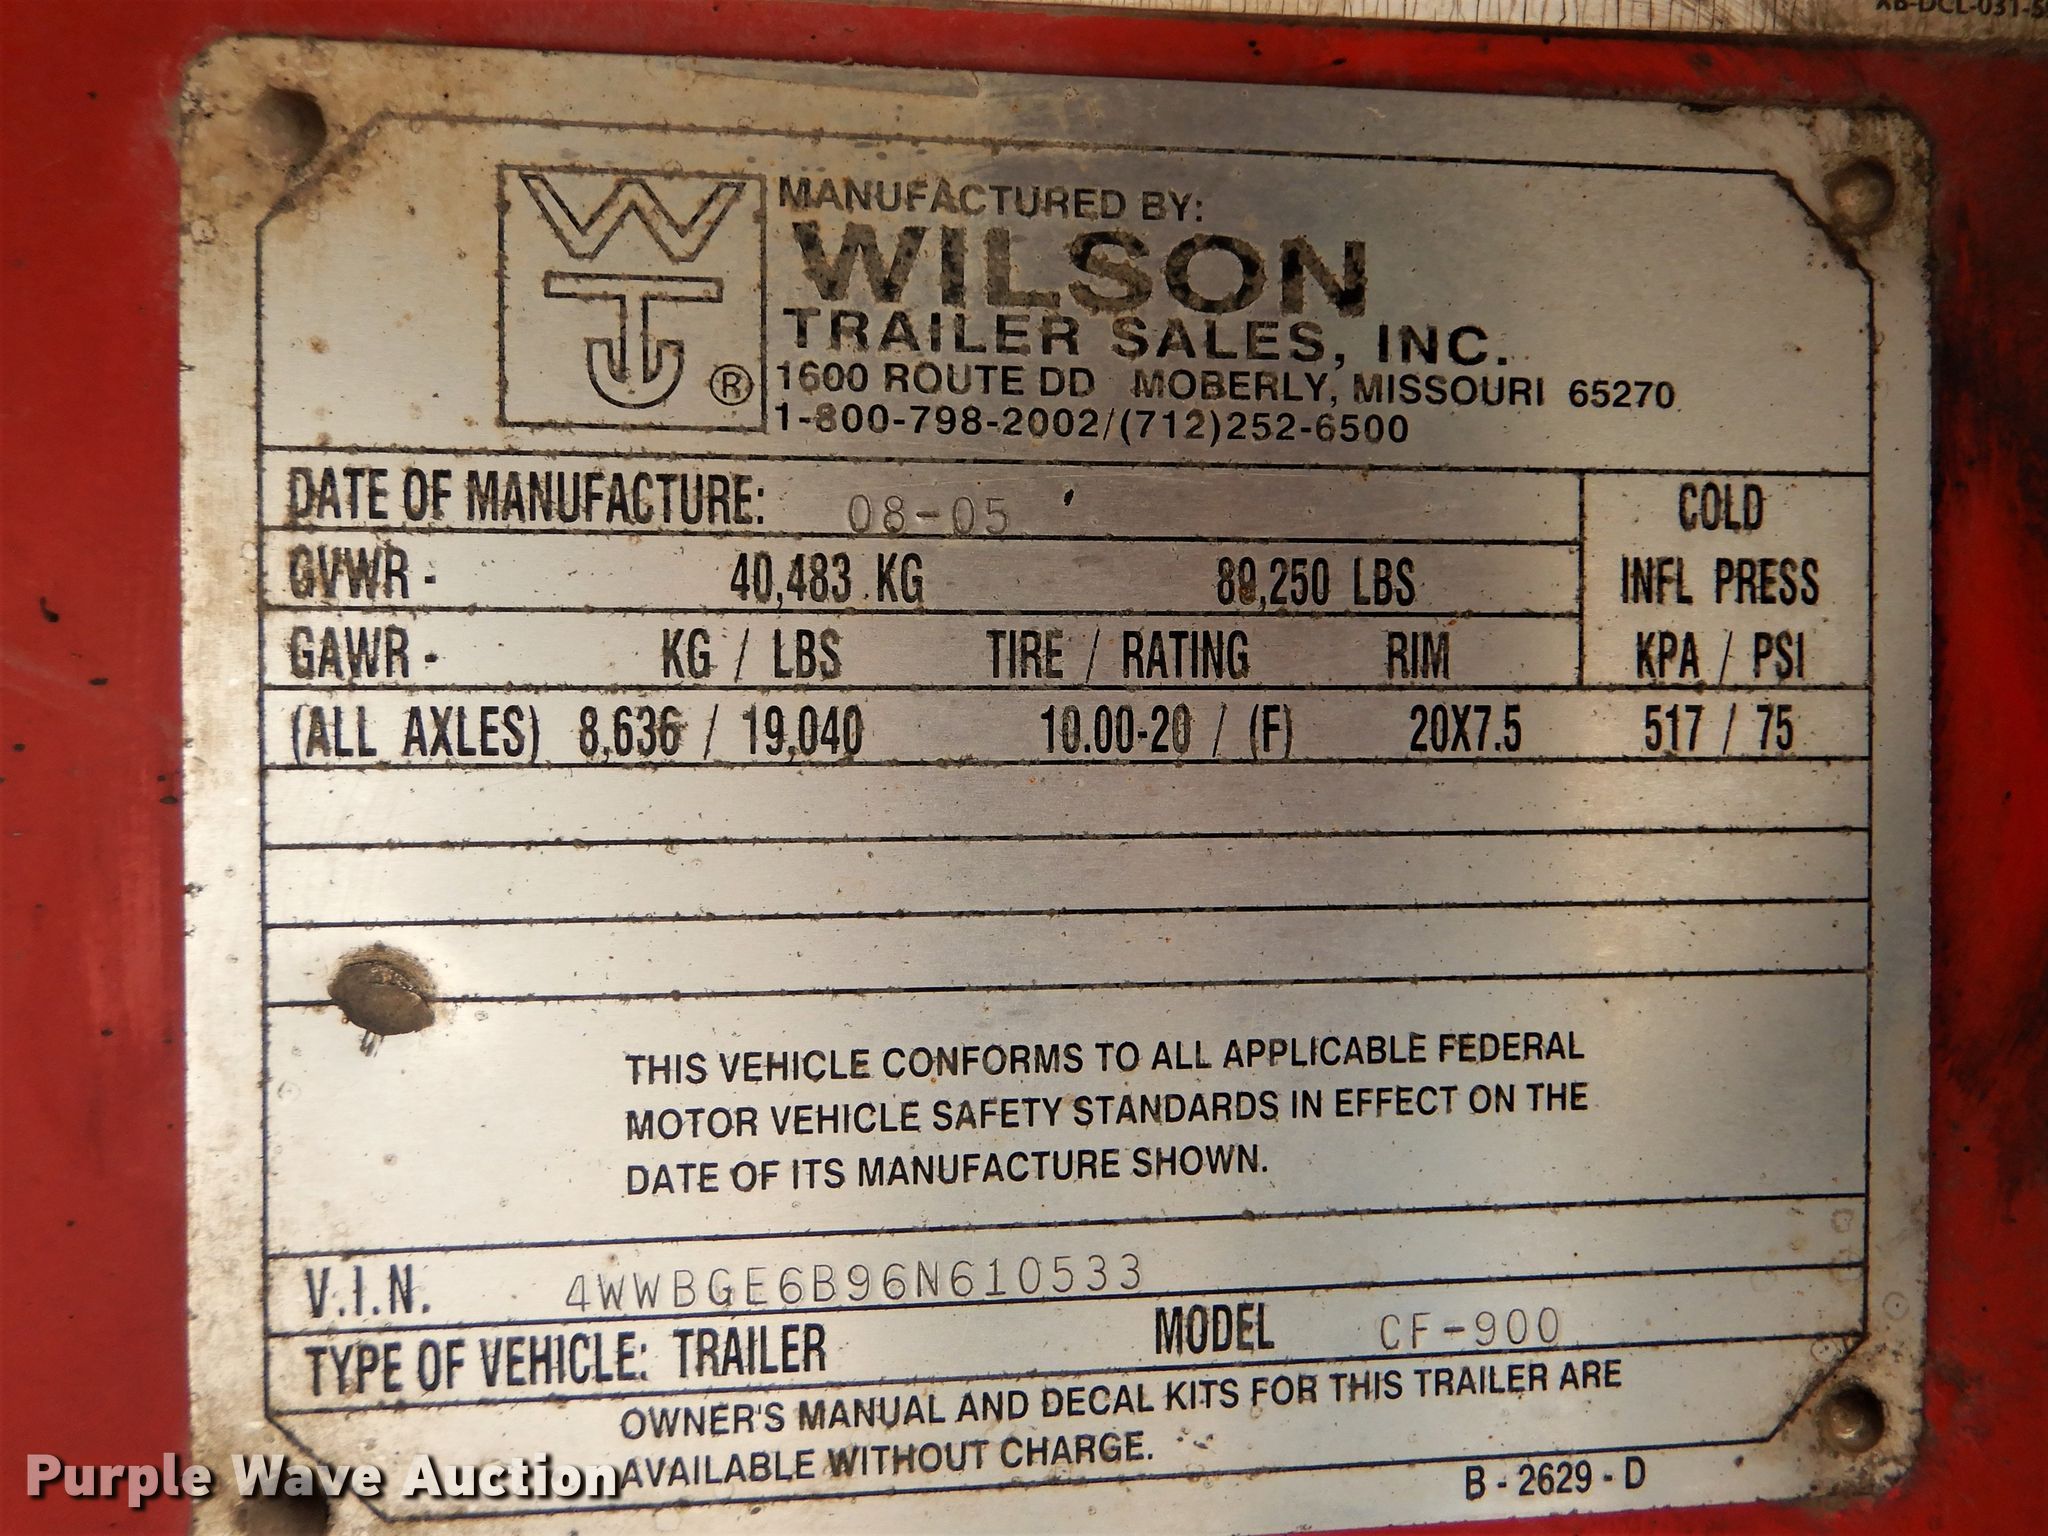 XB-DCL-031-5
MANUFACTURED BY:
WILSON
TRAILER SALES, INC.
WT
®
1600 ROUTE DD MOBERLY, MISSOURI 65270
1-800-798-2002/(712)252-6500
DATE OF MANUFACTURE: 08-05
COLD
GVWR - 40,483 KG 89,250 LBS
INFL PRESS
GAWR - KG / LBS TIRE / RATING RIM KPA / PSI
(ALL AXLES) 8,636 / 19,040 10.00-20 / (F) 20X7.5 517 / 75
THIS VEHICLE CONFORMS TO ALL APPLICABLE FEDERAL
MOTOR VEHICLE SAFETY STANDARDS IN EFFECT ON THE
DATE OF ITS MANUFACTURE SHOWN.
V.I.N. 4WWBGE6B96N610533
TYPE OF VEHICLE: TRAILER MODEL CF-900
OWNER'S MANUAL AND DECAL KITS FOR THIS TRAILER ARE
AVAILABLE WITHOUT CHARGE.
B - 2629 - D
Purple Wave Auction